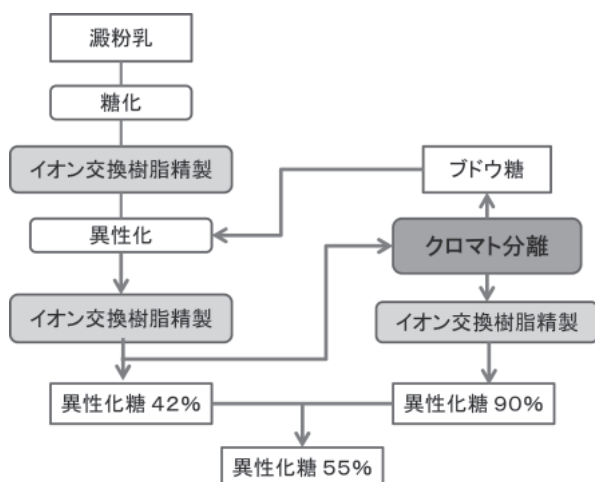 澱粉乳
糖化
イオン交換樹脂精製
ブドウ糖
異性化
クロマト分離
イオン交換樹脂精製
イオン交換樹脂精製
異性化糖 42%
異性化糖 90%
異性化糖 55%